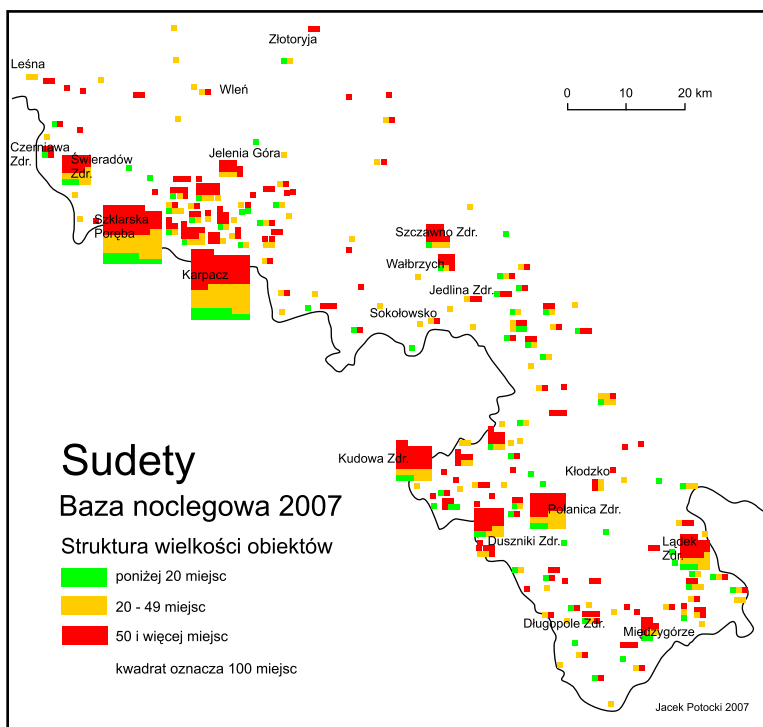 Złotoryja
Leśna
Wleń
0 10 20 km
Czerniawa
Zdr.
Świeradów
Zdr.
Jelenia Góra
Szklarska
Poręba
Karpacz
Szczawno Zdr.
Wałbrzych
Jedlina Zdr.
Sokołowsko
Kudowa Zdr.
Kłodzko
Polanica Zdr.
Duszniki Zdr.
Lądek
Zdr.
Długopole Zdr.
Międzygórze
Sudety
Baza noclegowa 2007
Struktura wielkości obiektów
poniżej 20 miejsc
20 - 49 miejsc
50 i więcej miejsc
kwadrat oznacza 100 miejsc
Jacek Potocki 2007